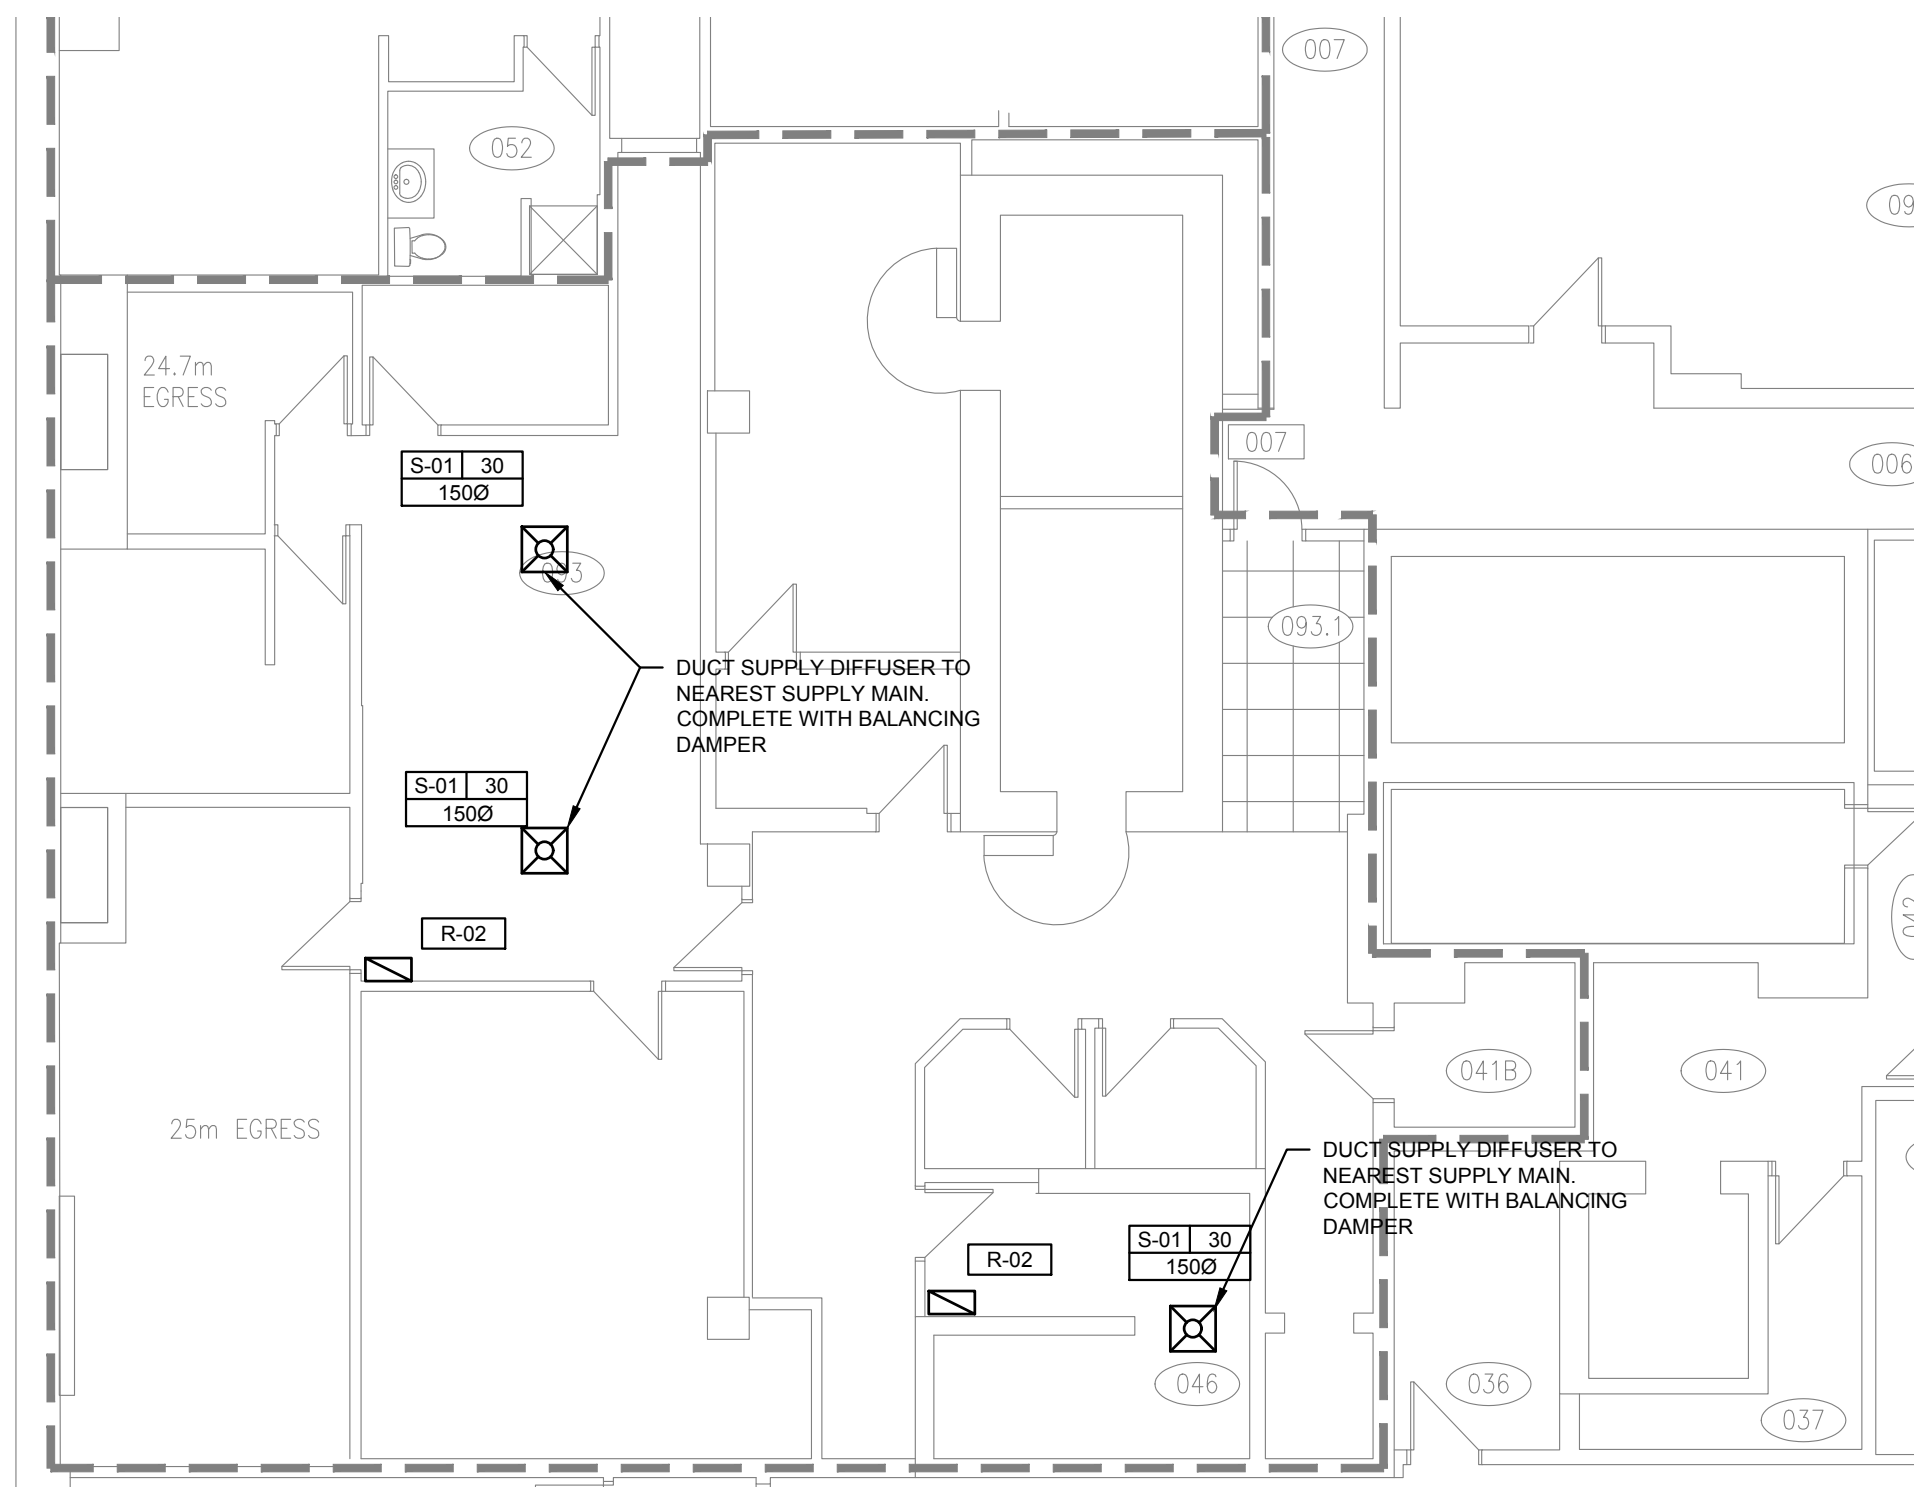 007
052
09
24.7m
EGRESS
007
006
S-01 30
150Ø
093
093.1
DUCT SUPPLY DIFFUSER TO
NEAREST SUPPLY MAIN.
COMPLETE WITH BALANCING
DAMPER
S-01 30
150Ø
R-02
042
041B
041
25m EGRESS
DUCT SUPPLY DIFFUSER TO
NEAREST SUPPLY MAIN.
COMPLETE WITH BALANCING
DAMPER
S-01 30
150Ø
R-02
046
036
037